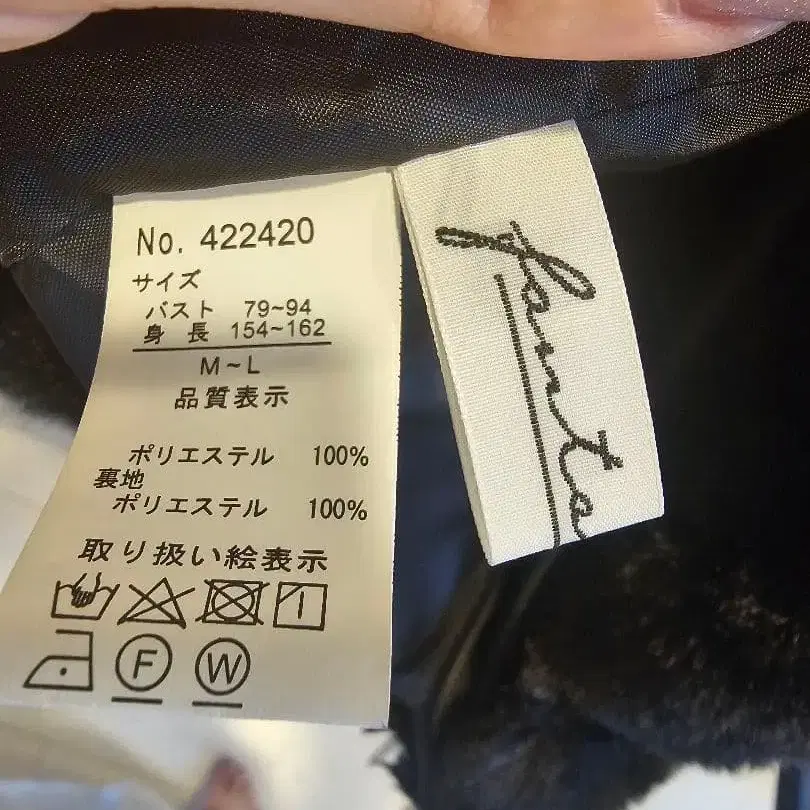 No. 422420
サイズ
バスト 79~94
身長 154~162
M~L
品質表示
ポリエステル 100%
裏地
ポリエステル 100%
取り扱い絵表示
F W